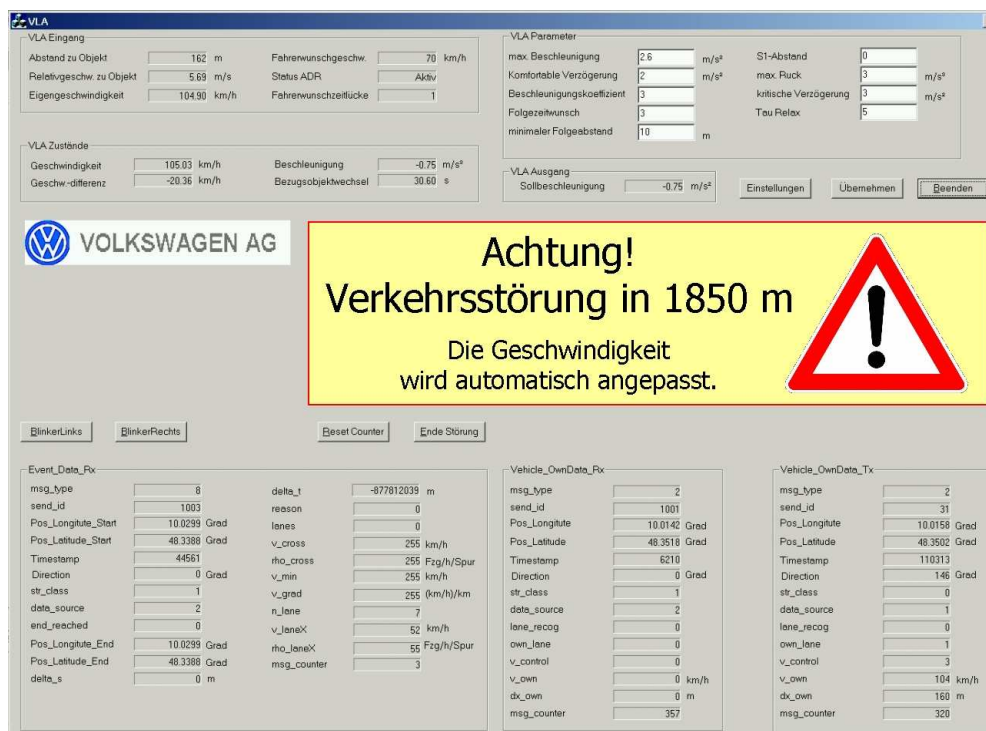 VLA
VLA Eingang
Abstand zu Objekt 162 m Fahrerwunschgeschw. 70 km/h
Relativgeschw. zu Objekt 5.69 m/s Status ADR Aktiv
Eigengeschwindigkeit 104.90 km/h Fahrerwunschzeitlücke 1
VLA Parameter
max. Beschleunigung 2.6 m/s² S1-Abstand 0
Komfortable Verzögerung 2 m/s² max. Ruck 3 m/s³
Beschleunigungskoeffizient 3 kritische Verzögerung 3 m/s²
Folgezeitwunsch 3 Tau Relax 5
minimaler Folgeabstand 10 m
VLA Zustände
Geschwindigkeit 105.03 km/h Beschleunigung -0.75 m/s²
Geschw.-differenz -20.36 km/h Bezugsobjektwechsel 30.60 s
VLA Ausgang
Sollbeschleunigung -0.75 m/s²
Einstellungen Übernehmen Beenden
VOLKSWAGEN AG
Achtung!
Verkehrsstörung in 1850 m
Die Geschwindigkeit
wird automatisch angepasst.
BlinkerLinks BlinkerRechts Reset Counter Ende Störung
Event_Data_Rx
msg_type 8 delta_t -877812039 m
send_id 1003 reason 0
Pos_Longitute_Start 10.0299 Grad lanes 0
Pos_Latitude_Start 48.3388 Grad v_cross 255 km/h
Timestamp 44561 rho_cross 255 Fzg/h/Spur
Direction 0 Grad v_min 255 km/h
str_class 1 v_grad 255 (km/h)/km
data_source 2 n_lane 7
end_reached 0 v_laneX 52 km/h
Pos_Longitute_End 10.0299 Grad rho_laneX 55 Fzg/h/Spur
Pos_Latitude_End 48.3388 Grad msg_counter 3
delta_s 0 m
Vehicle_OwnData_Rx
msg_type 2
send_id 1001
Pos_Longitute 10.0142 Grad
Pos_Latitude 48.3518 Grad
Timestamp 6210
Direction 0 Grad
str_class 1
data_source 2
lane_recog 0
own_lane 0
v_control 0
v_own 0 km/h
dx_own 0 m
msg_counter 357
Vehicle_OwnData_Tx
msg_type 2
send_id 31
Pos_Longitute 10.0158 Grad
Pos_Latitude 48.3502 Grad
Timestamp 110313
Direction 146 Grad
str_class 0
data_source 1
lane_recog 0
own_lane 1
v_control 3
v_own 104 km/h
dx_own 160 m
msg_counter 320